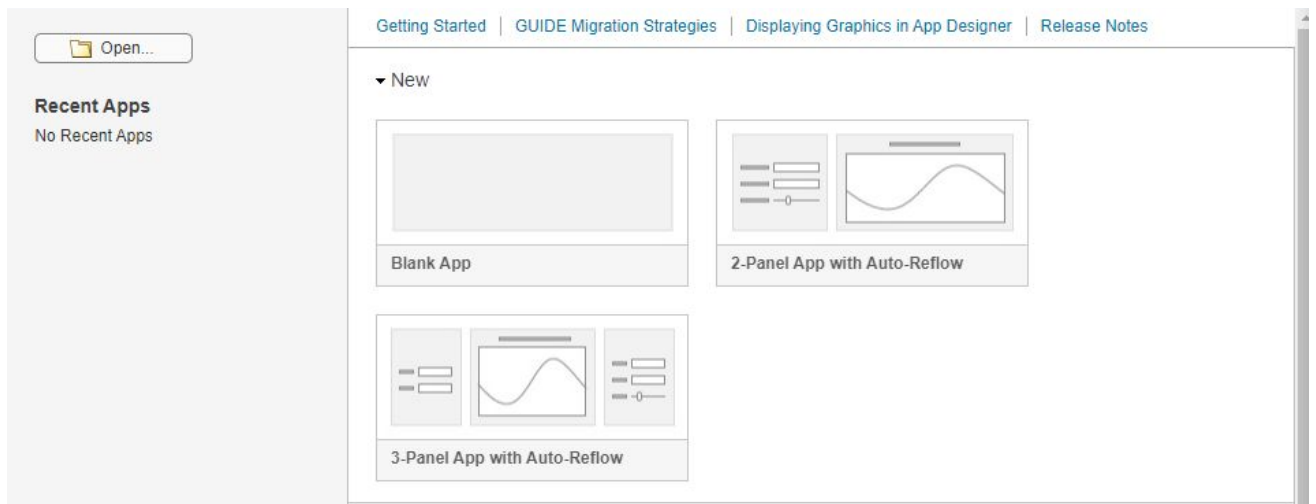 Open...
Recent Apps
No Recent Apps
Getting Started | GUIDE Migration Strategies | Displaying Graphics in App Designer | Release Notes
New
Blank App
2-Panel App with Auto-Reflow
3-Panel App with Auto-Reflow